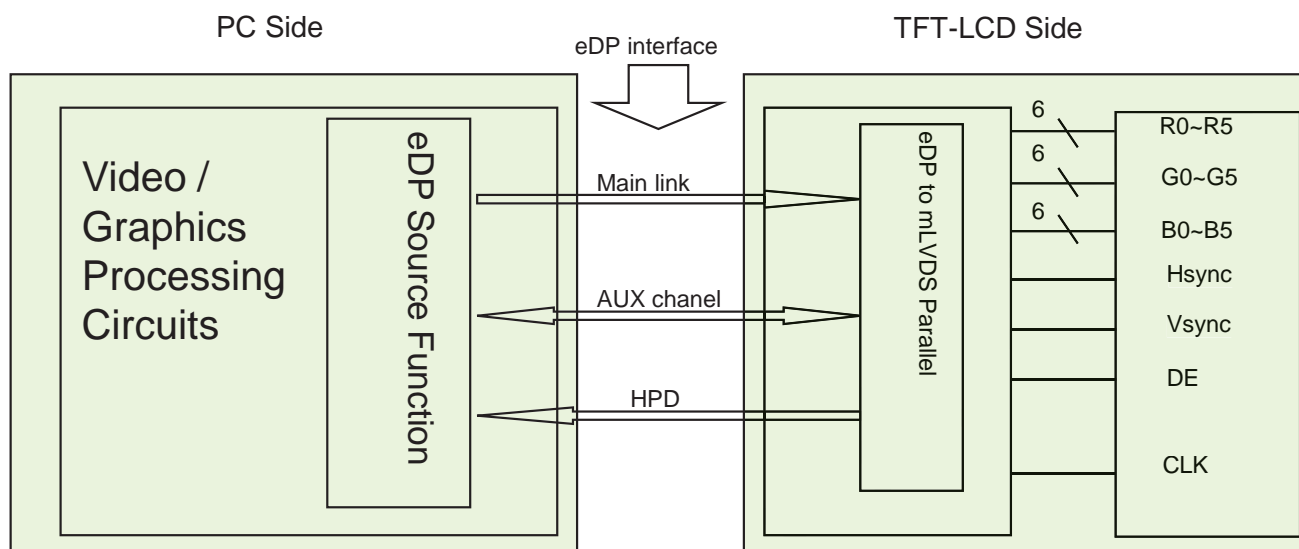 PC Side
eDP interface
TFT-LCD Side
Video /
Graphics
Processing
Circuits
eDP Source Function
Main link
AUX chanel
HPD
eDP to mLVDS Parallel
6
R0~R5
6
G0~G5
6
B0~B5
Hsync
Vsync
DE
CLK